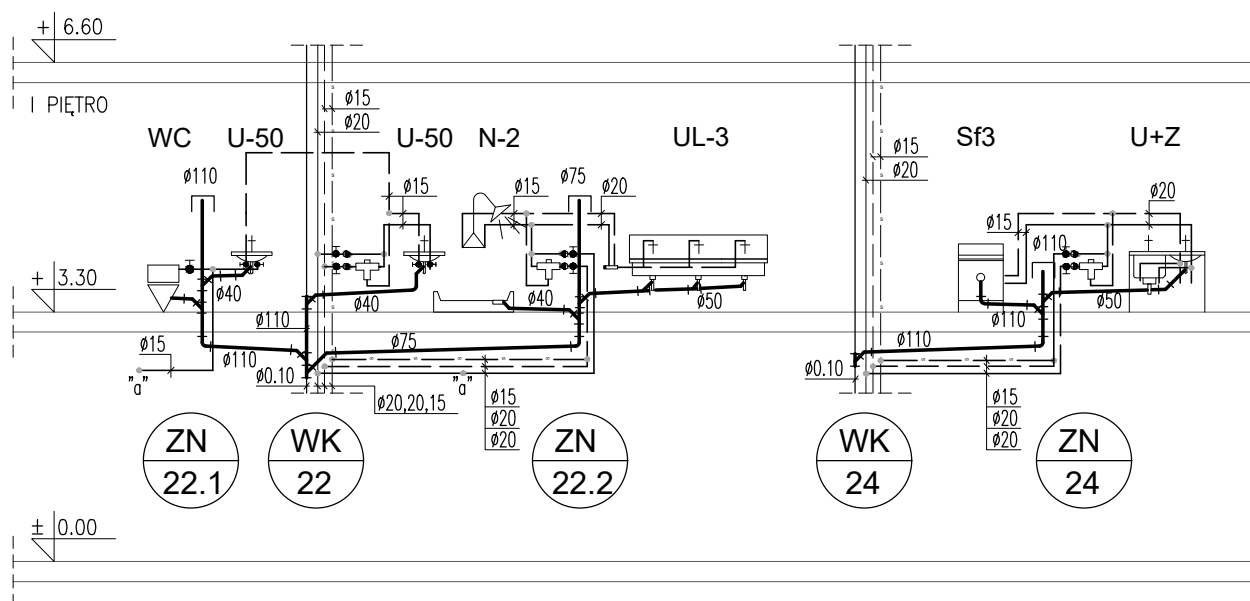 + 6.60
I PIĘTRO
ø15
ø20
WC
U-50
U-50
N-2
UL-3
Sf3
U+Z
ø15
ø20
ø110
ø15
ø15
ø75
ø20
ø20
ø15
ø110
+ 3.30
ø40
ø40
ø40
ø50
ø110
ø50
ø110
ø15
ø110
ø75
ø110
"a"
ø0.10
"a"
ø0.10
ø20,20,15
ø15
ø20
ø20
ø15
ø20
ø20
ZN
22.1
WK
22
ZN
22.2
WK
24
ZN
24
± 0.00